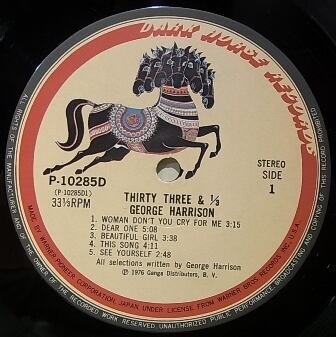 DARK HORSE RECORDS
P-10285D
(P-10285D1)
33⅓RPM
STEREO
SIDE
1
THIRTY THREE & ⅓
GEORGE HARRISON
1. WOMAN DON'T YOU CRY FOR ME 3:15
2. DEAR ONE 5:08
3. BEAUTIFUL GIRL 3:38
4. THIS SONG 4:11
5. SEE YOURSELF 2:48
All selections written by George Harrison
℗ 1976 Ganga Distributors, B. V.
ALL RIGHTS OF THE MANUFACTURER AND OF THE OWNER OF THE RECORDED WORK RESERVED UNAUTHORIZED PUBLIC PERFORMANCE BROADCASTING AND COPYING OF THIS RECORD PROHIBITED
MADE BY WARNER-PIONEER CORPORATION, JAPAN, UNDER LICENSE FROM WARNER BROS. RECORDS INC., U.S.A.